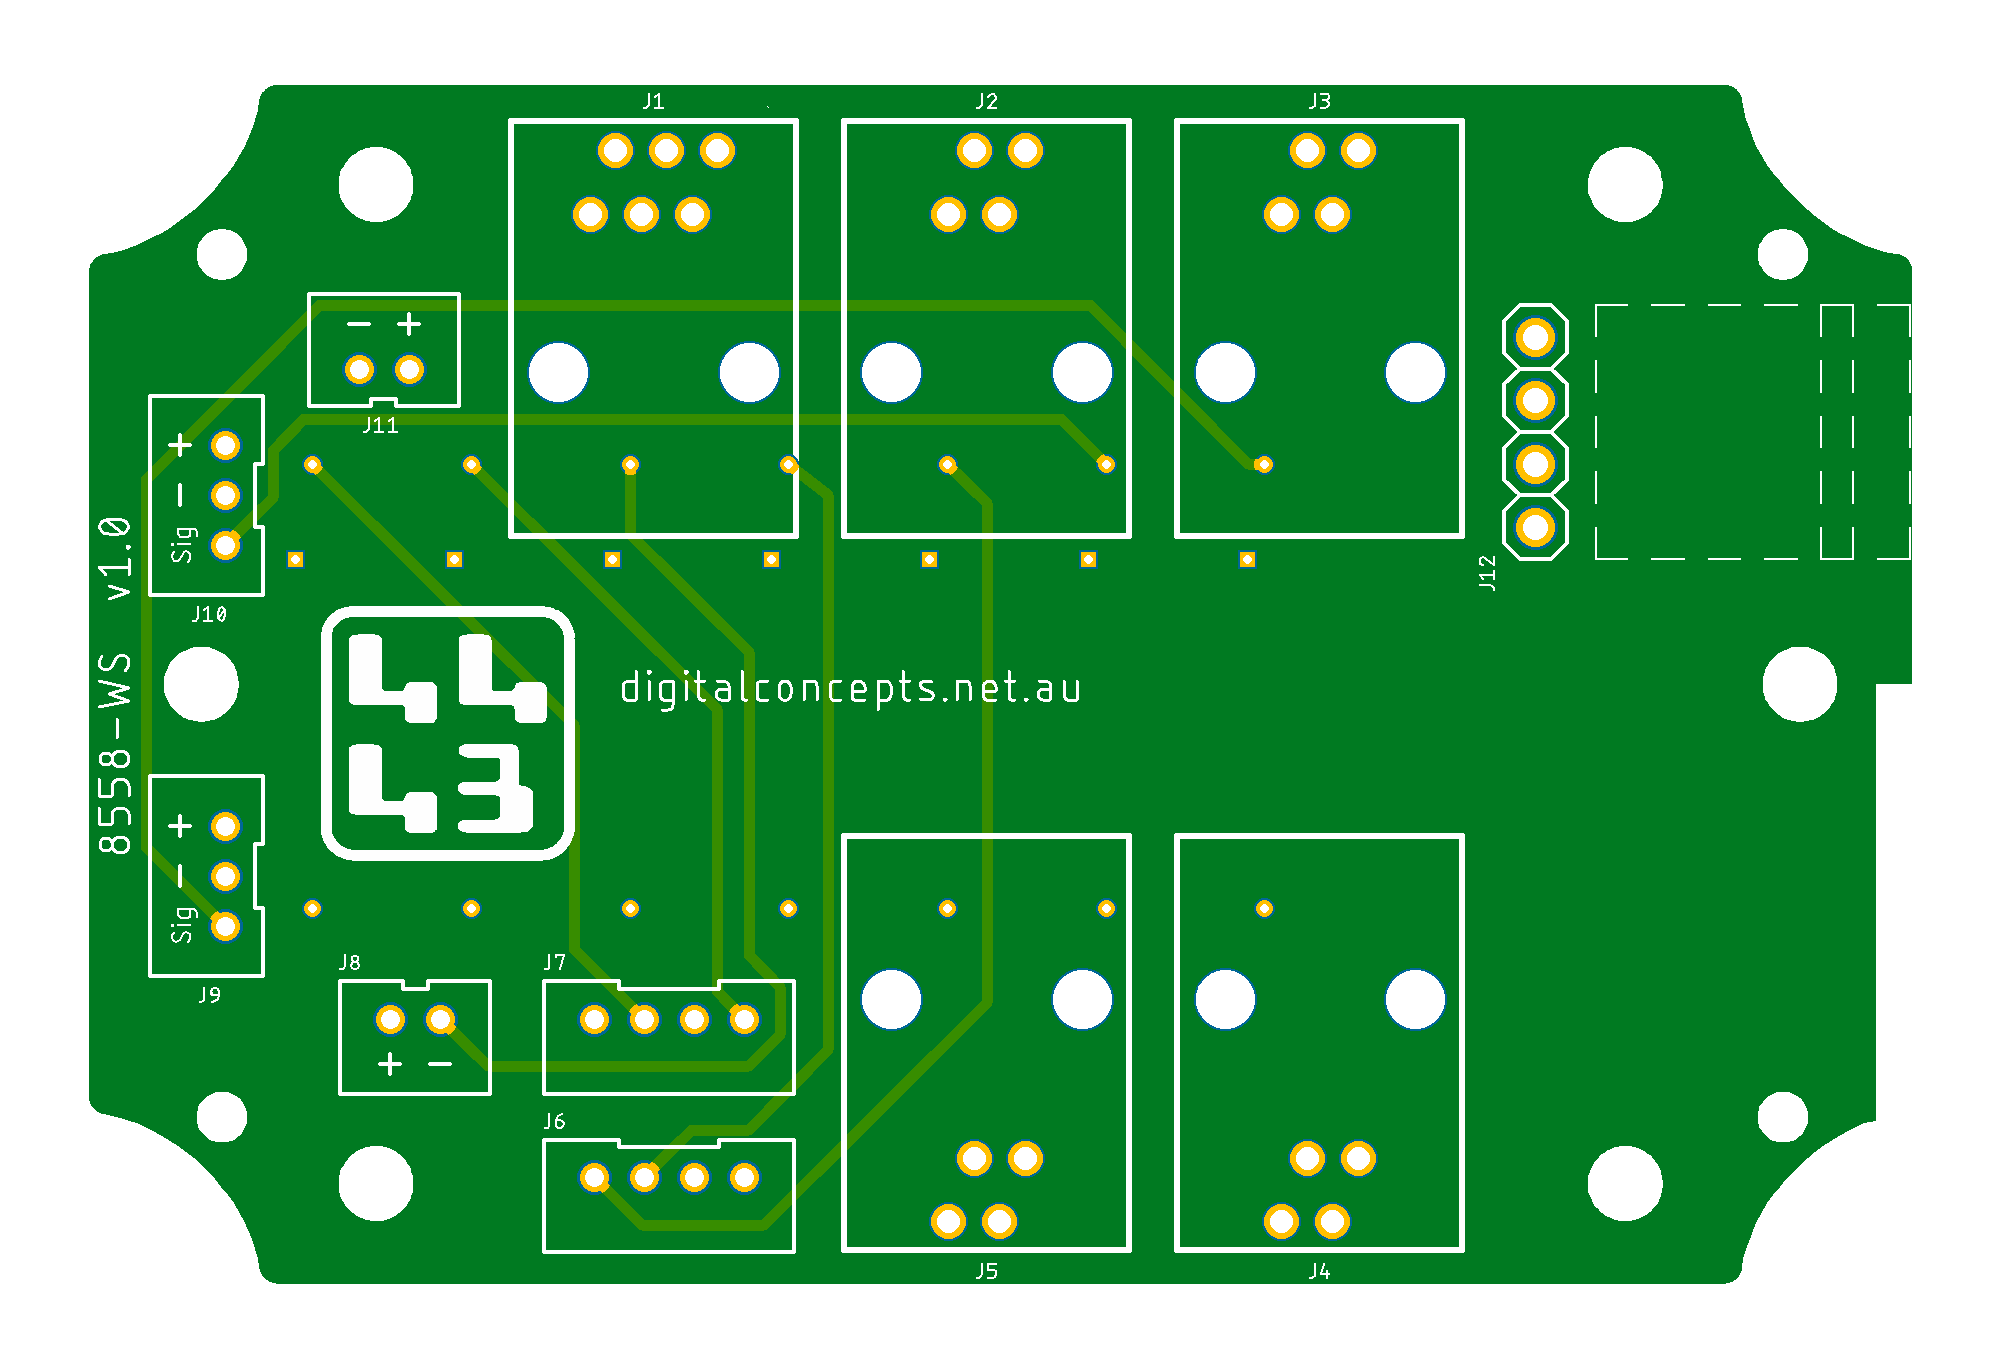 J1
J2
J3
- +
J11
+
-
Sig
J10
J12
8558-WS v1.0
digitalconcepts.net.au
+
-
Sig
J9
J8
J7
+ -
J6
J5
J4